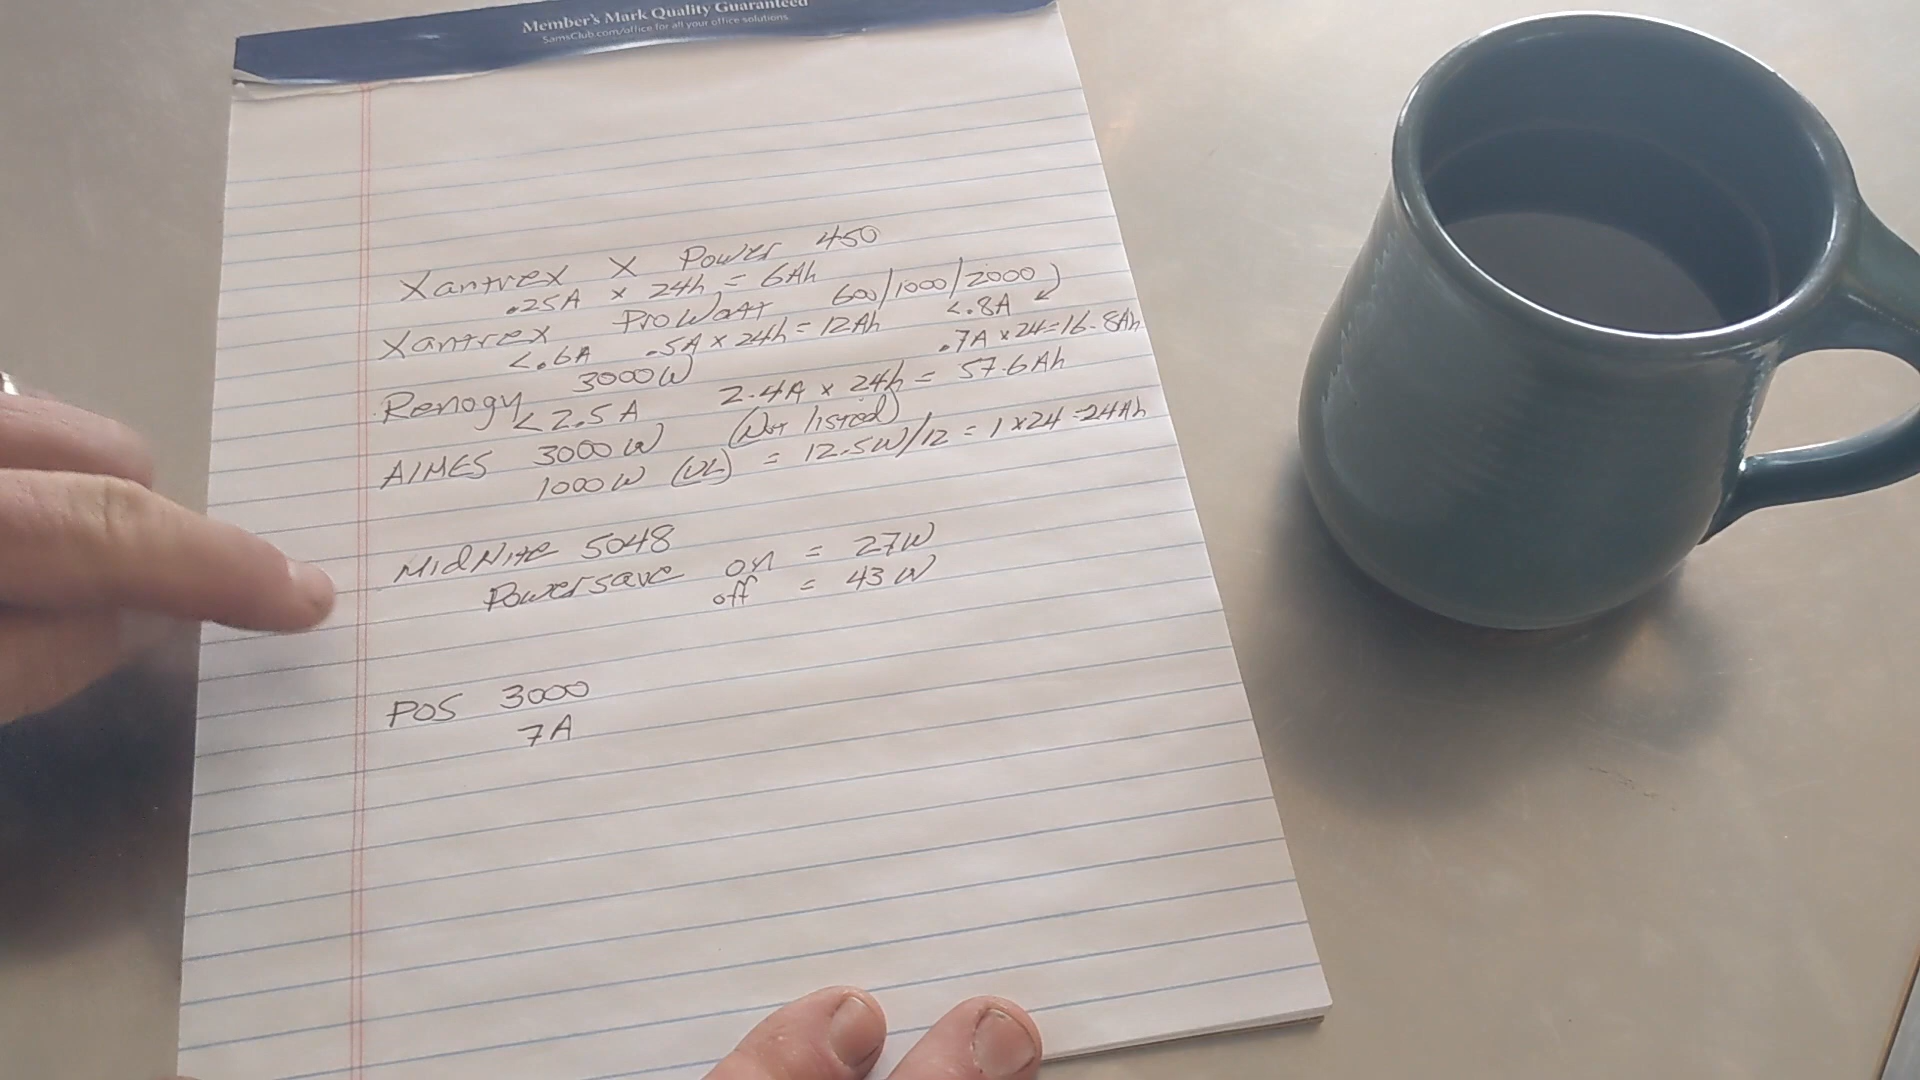 Member's Mark Quality Guaranteed
SamsClub.com/office for all your office solutions.
Xantrex X Power 450
.25A x 24h = 6Ah
Xantrex ProWatt 600/1000/2000
<.6A .5A x 24h = 12Ah <.8A
.7A x 24 = 16.8Ah
Renogy 3000W
<2.5A 2.4A x 24h = 57.6Ah
AIMES 3000W (Not listed)
1000W (UL) = 12.5W/12 = 1 x 24 = 24Ah
MidNite 5048
Powersave on = 27W
off = 43W
POS 3000
7A